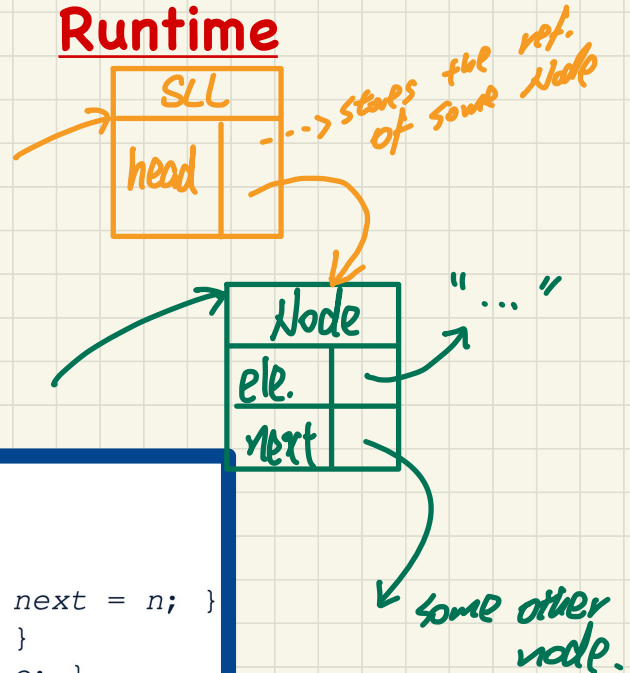 Runtime
SLL
head
stores the ref.
of some Node
Node
ele.
"..."
next
some other
node.
next = n; }
}